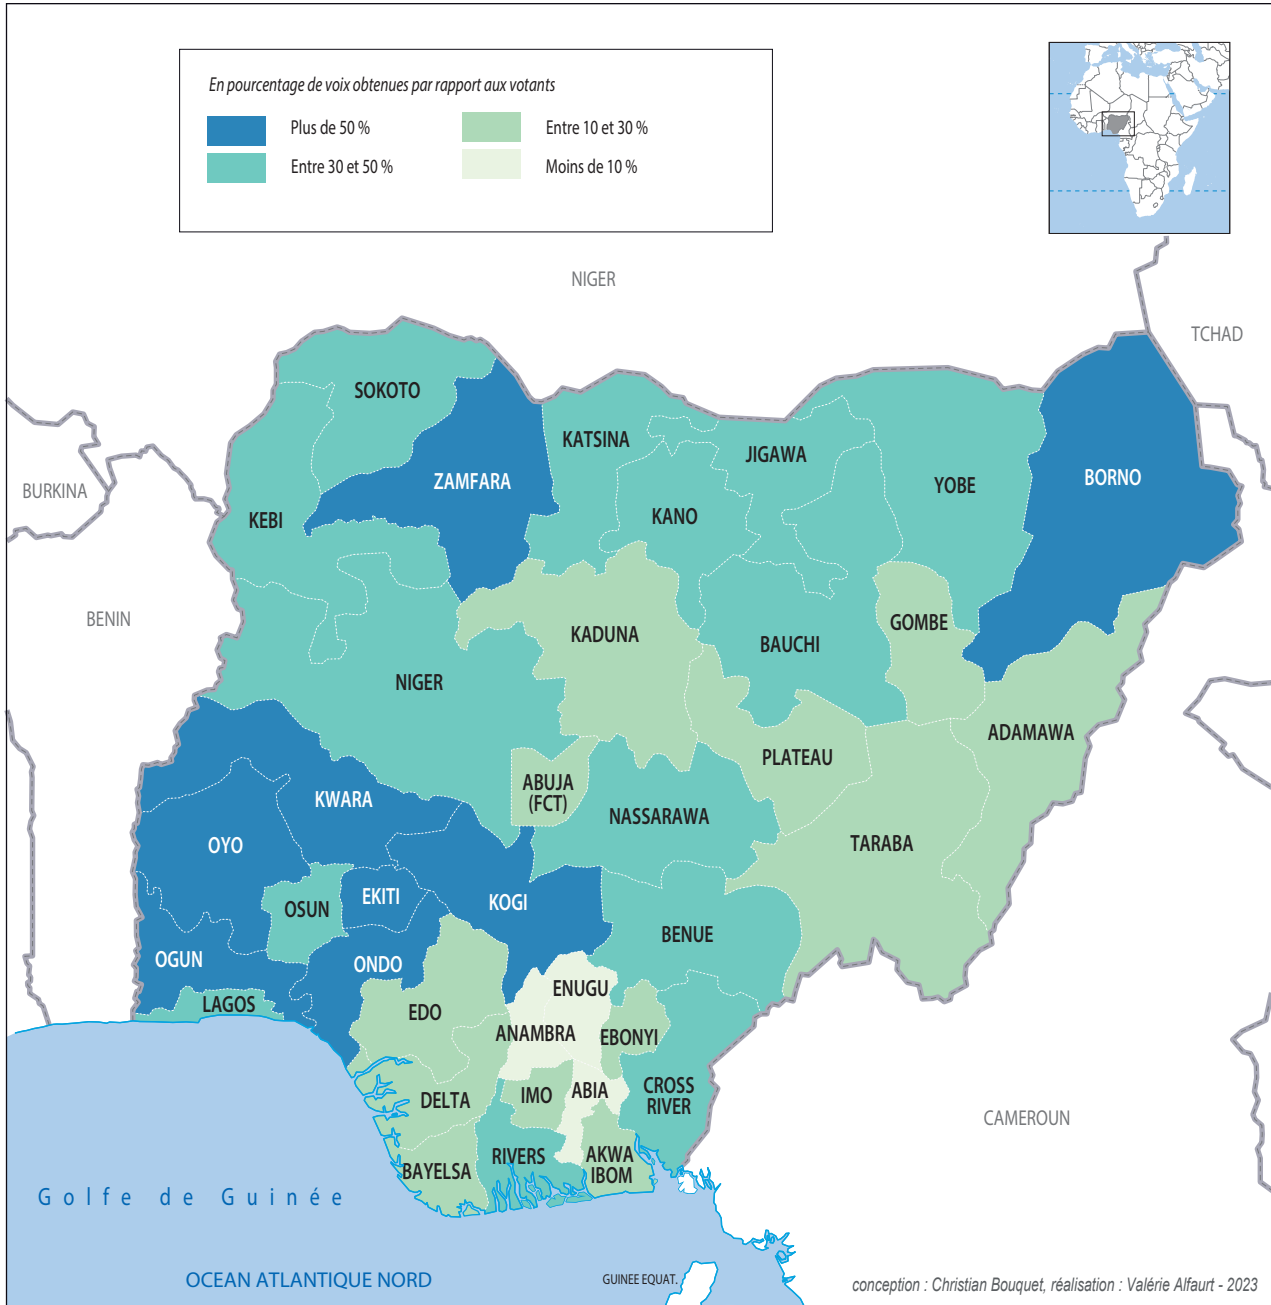 En pourcentage de voix obtenues par rapport aux votants
Plus de 50 %
Entre 10 et 30 %
Entre 30 et 50 %
Moins de 10 %
NIGER
TCHAD
BURKINA
BENIN
CAMEROUN
SOKOTO
ZAMFARA
KATSINA
JIGAWA
YOBE
BORNO
KEBI
KANO
KADUNA
BAUCHI
GOMBE
NIGER
ADAMAWA
PLATEAU
ABUJA
(FCT)
KWARA
NASSARAWA
TARABA
OYO
EKITI
KOGI
OSUN
BENUE
OGUN
ONDO
LAGOS
EDO
ENUGU
ANAMBRA
EBONYI
DELTA
IMO
ABIA
CROSS
RIVER
BAYELSA
RIVERS
AKWA
IBOM
Golfe de Guinée
OCEAN ATLANTIQUE NORD
GUINEE EQUAT.
conception : Christian Bouquet, réalisation : Valérie Alfaurt - 2023